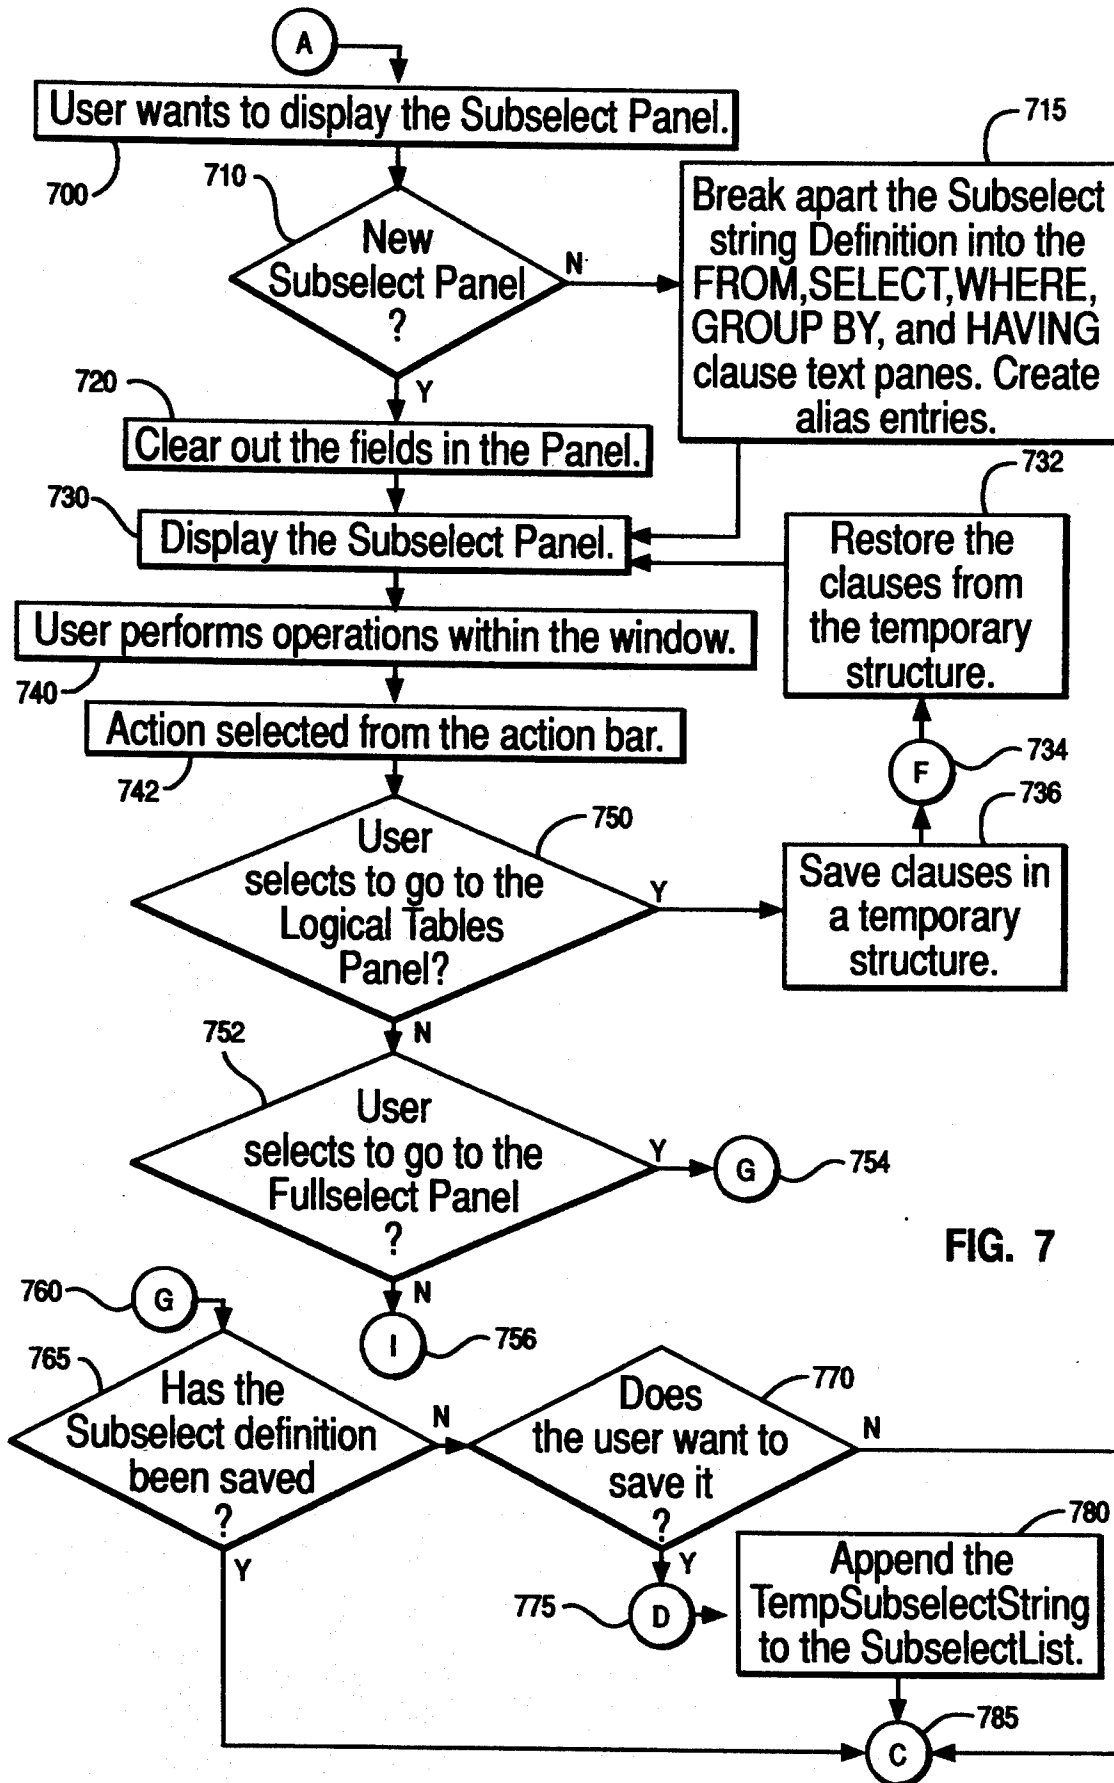 A
User wants to display the Subselect Panel.
700
710
New
Subselect Panel
?
N
Y
715
Break apart the Subselect
string Definition into the
FROM,SELECT,WHERE,
GROUP BY, and HAVING
clause text panes. Create
alias entries.
720
Clear out the fields in the Panel.
730
Display the Subselect Panel.
732
Restore the
clauses from
the temporary
structure.
User performs operations within the window.
740
Action selected from the action bar.
742
F
734
736
Save clauses in
a temporary
structure.
750
User
selects to go to the
Logical Tables
Panel?
Y
N
752
User
selects to go to the
Fullselect Panel
?
Y
G
754
N
I
756
FIG. 7
760
G
765
Has the
Subselect definition
been saved
?
N
Y
770
Does
the user want to
save it
?
N
Y
775
D
780
Append the
TempSubselectString
to the SubselectList.
785
C